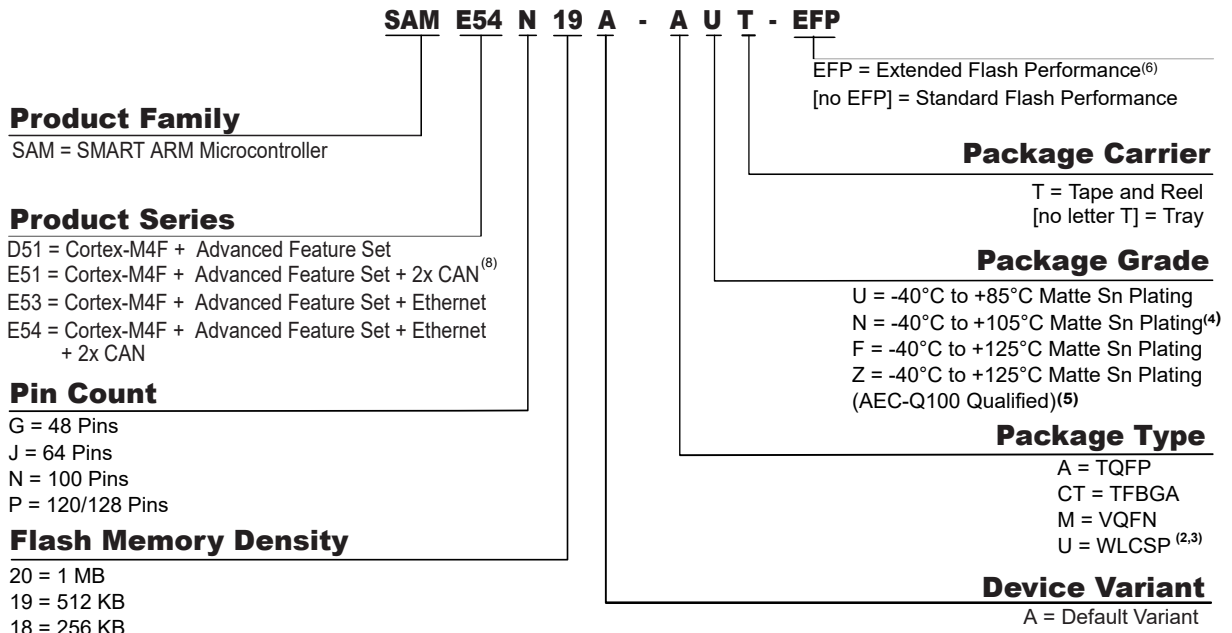 SAM E54 N 19 A - A U T - EFP
EFP = Extended Flash Performance(6)
[no EFP] = Standard Flash Performance
Product Family
SAM = SMART ARM Microcontroller
Package Carrier
T = Tape and Reel
[no letter T] = Tray
Product Series
D51 = Cortex-M4F + Advanced Feature Set
E51 = Cortex-M4F + Advanced Feature Set + 2x CAN(8)
E53 = Cortex-M4F + Advanced Feature Set + Ethernet
E54 = Cortex-M4F + Advanced Feature Set + Ethernet
+ 2x CAN
Package Grade
U = -40°C to +85°C Matte Sn Plating
N = -40°C to +105°C Matte Sn Plating(4)
F = -40°C to +125°C Matte Sn Plating
Z = -40°C to +125°C Matte Sn Plating
(AEC-Q100 Qualified)(5)
Pin Count
G = 48 Pins
J = 64 Pins
N = 100 Pins
P = 120/128 Pins
Package Type
A = TQFP
CT = TFBGA
M = VQFN
U = WLCSP (2,3)
Flash Memory Density
20 = 1 MB
19 = 512 KB
18 = 256 KB
Device Variant
A = Default Variant